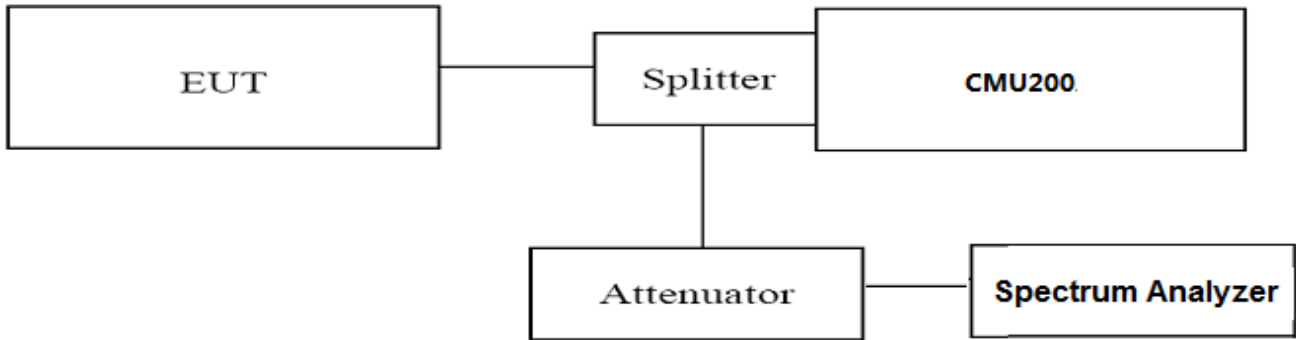 EUT
Splitter
CMU200.
Attenuator
Spectrum Analyzer